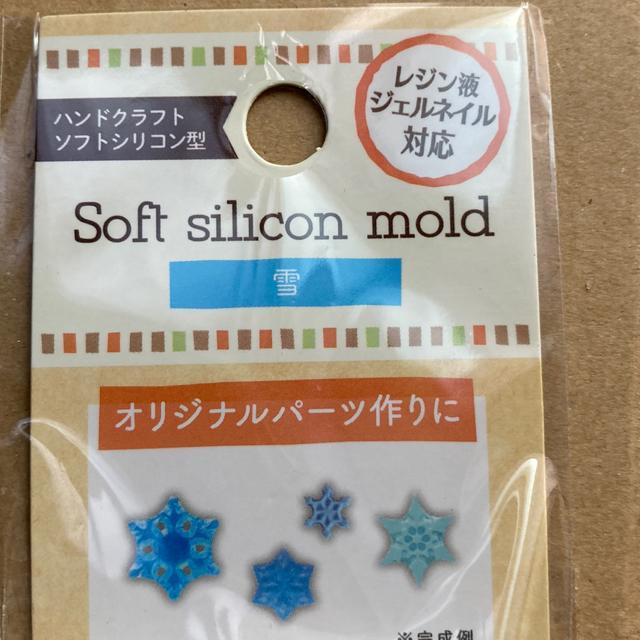 ハンドクラフト
ソフトシリコン型
レジン液
ジェルネイル
対応
Soft silicon mold
雪
オリジナルパーツ作りに
※完成例